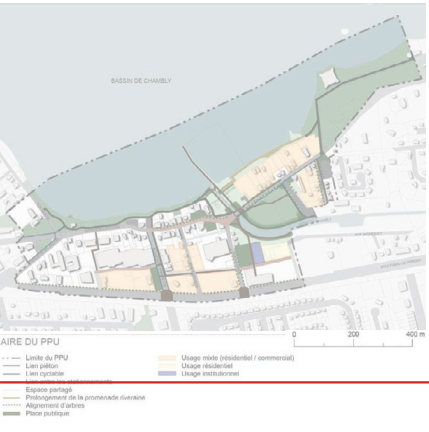 BASSIN DE CHAMBLY
AIRE DU PPU
0 200 400 m
Limite du PPU
Lien piéton
Lien cyclable
Espace partagé
Prolongement de la promenade riveraine
Alignement d'arbres
Place publique
Usage mixte (résidentiel / commercial)
Usage résidentiel
Usage institutionnel